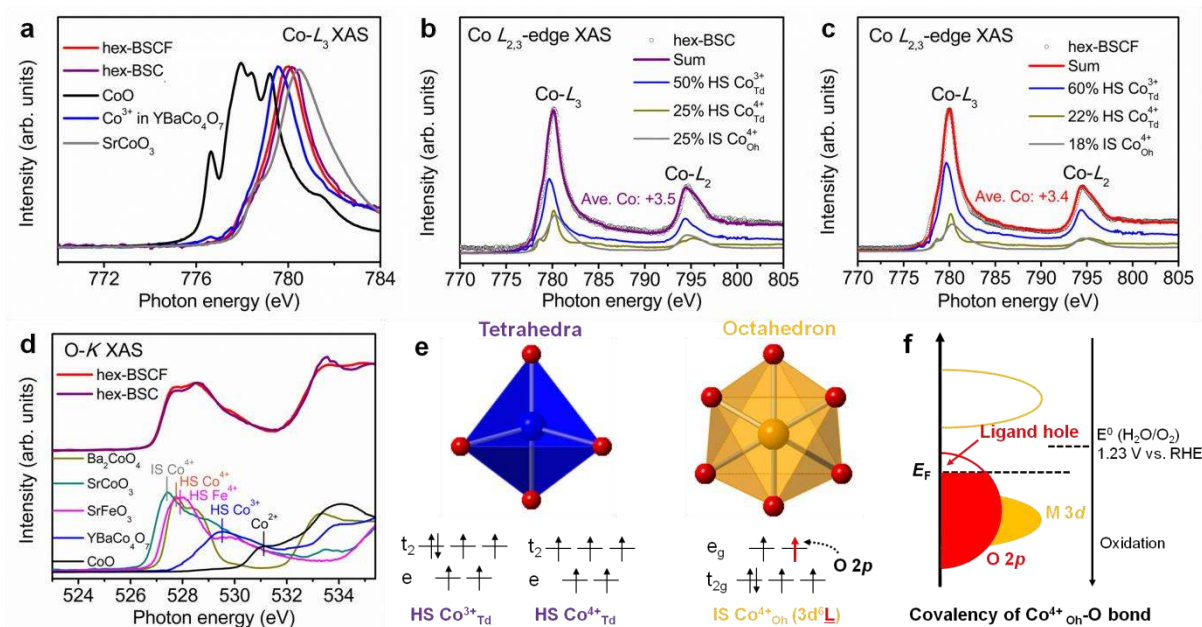 a
Co-L3 XAS
hex-BSCF
hex-BSC
CoO
Co3+ in YBaCo4O7
SrCoO3
Intensity (arb. units)
772 774 776 778 780 782 784
Photon energy (eV)
b
Co L2,3-edge XAS
hex-BSC
Sum
50% HS Co3+Td
25% HS Co4+Td
25% IS Co4+Oh
Co-L3
Co-L2
Ave. Co: +3.5
Intensity (arb. units)
770 775 780 785 790 795 800 805
Photon energy (eV)
c
Co L2,3-edge XAS
hex-BSCF
Sum
60% HS Co3+Td
22% HS Co4+Td
18% IS Co4+Oh
Co-L3
Co-L2
Ave. Co: +3.4
Intensity (arb. units)
770 775 780 785 790 795 800 805
Photon energy (eV)
d
O-K XAS
hex-BSCF
hex-BSC
Ba2CoO4
SrCoO3
SrFeO3
YBaCo4O7
CoO
IS Co4+
HS Co4+
HS Fe4+
HS Co3+
Co2+
Intensity (arb. units)
524 526 528 530 532 534
Photon energy (eV)
e
Tetrahedra
Octahedron
t2
e
HS Co3+Td
t2
e
HS Co4+Td
eg
O 2p
t2g
IS Co4+Oh (3d6L)
f
Ligand hole
E0 (H2O/O2)
1.23 V vs. RHE
EF
M 3d
Oxidation
O 2p
Covalency of Co4+Oh-O bond